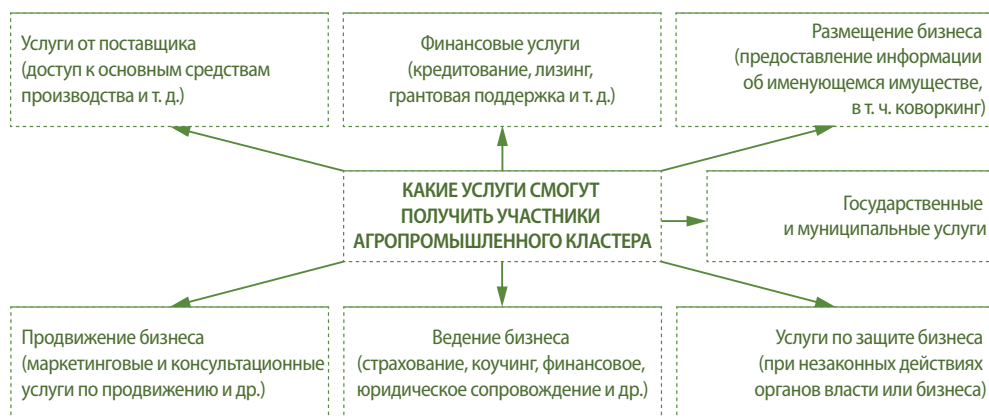 Услуги от поставщика
(доступ к основным средствам
производства и т. д.)
Финансовые услуги
(кредитование, лизинг,
грантовая поддержка и т. д.)
Размещение бизнеса
(предоставление информации
об именующемся имуществе,
в т. ч. коворкинг)
КАКИЕ УСЛУГИ СМОГУТ
ПОЛУЧИТЬ УЧАСТНИКИ
АГРОПРОМЫШЛЕННОГО КЛАСТЕРА
Государственные
и муниципальные услуги
Продвижение бизнеса
(маркетинговые и консультационные
услуги по продвижению и др.)
Ведение бизнеса
(страхование, коучинг, финансовое,
юридическое сопровождение и др.)
Услуги по защите бизнеса
(при незаконных действиях
органов власти или бизнеса)